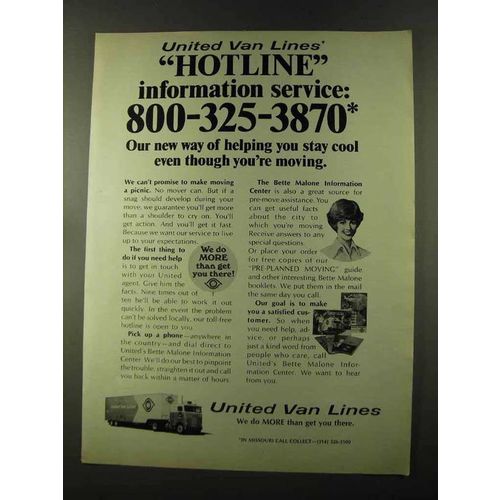 United Van Lines'
"HOTLINE"
information service:
800-325-3870*
Our new way of helping you stay cool
even though you're moving.
We can't promise to make moving
a picnic. No mover can. But if a
snag should develop during your
move, we guarantee you'll get more
than a shoulder to cry on. You'll
get action. And you'll get it fast.
Because we want our service to live
up to your expectations.
The first thing to
do if you need help
is to get in touch
with your United
agent. Give him the
facts. Nine times out of
ten he'll be able to work it out
quickly. In the event the problem
can't be solved locally, our toll-free
hotline is open to you.
Pick up a phone—anywhere in
the country—and dial direct to
United's Bette Malone Information
Center. We'll do our best to pinpoint
the trouble, straighten it out and call
you back within a matter of hours.
We do
MORE
than get
you there!
The Bette Malone Information
Center is also a great source for
pre-move assistance. You
can get useful facts
about the city to
which you're moving.
Receive answers to any
special questions.
Or place your order
for free copies of our
"PRE-PLANNED MOVING" guide
and other interesting Bette Malone
booklets. We put them in the mail
the same day you call.
Our goal is to make
you a satisfied cus-
tomer. So when
you need help, ad-
vice, or perhaps
just a kind word from
people who care, call
United's Bette Malone Infor-
mation Center. We want to hear
from you.
United Van Lines
We do MORE than get you there.
*IN MISSOURI CALL COLLECT—(314) 326-3100